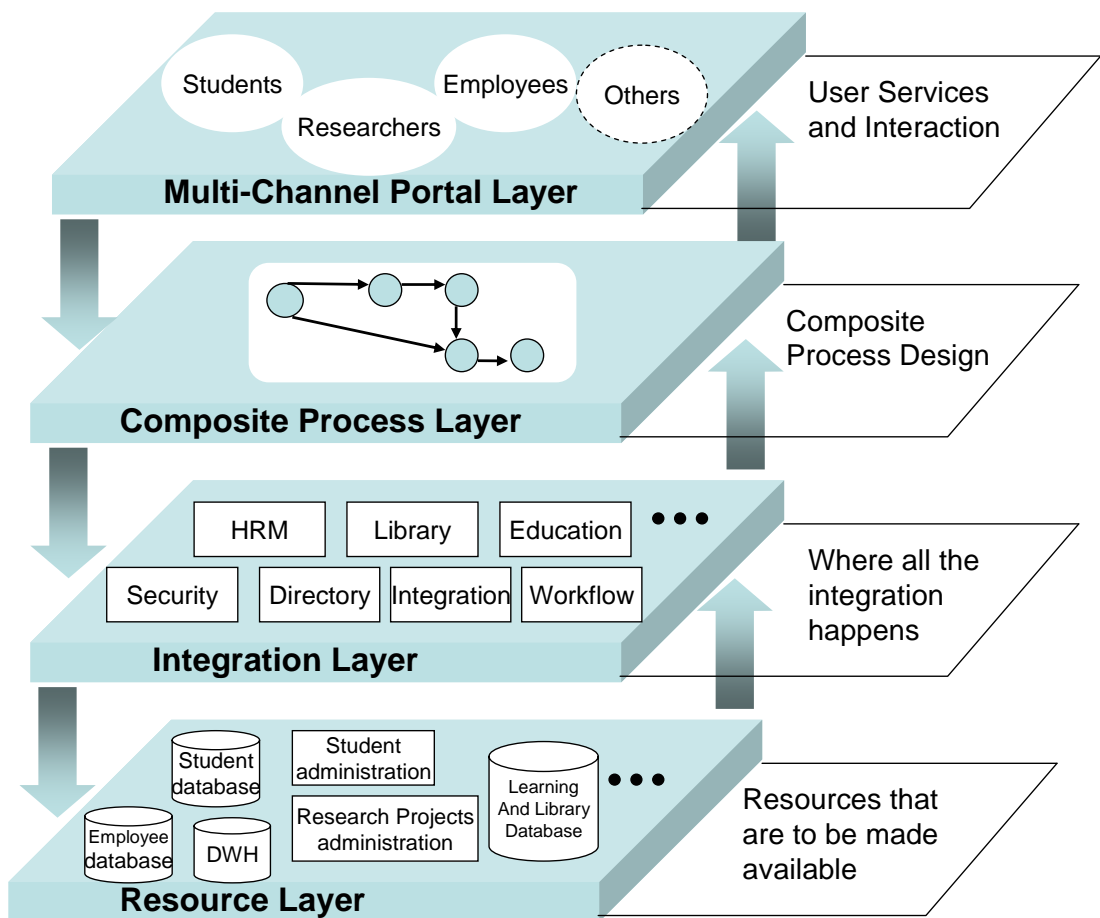 Students
Employees
Others
Researchers
Multi-Channel Portal Layer
User Services
and Interaction
Composite Process Layer
Composite
Process Design
HRM
Library
Education
Security
Directory
Integration
Workflow
Integration Layer
Where all the
integration
happens
Student
database
Student
administration
Learning
And Library
Database
Employee
database
DWH
Research Projects
administration
Resource Layer
Resources that
are to be made
available